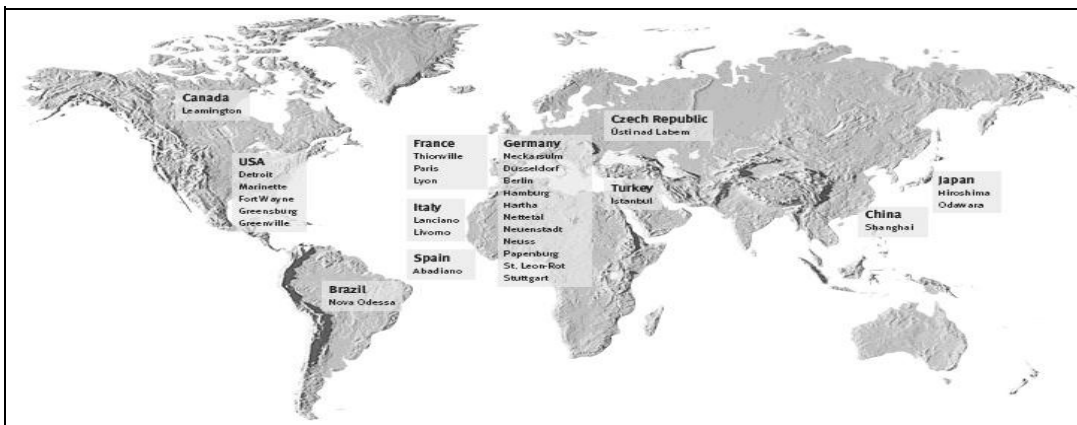 Canada
Leamington
USA
Detroit
Marinette
Fort Wayne
Greensburg
Greenville
Brazil
Nova Odessa
France
Thionville
Paris
Lyon
Italy
Lanciano
Livorno
Spain
Abadiano
Germany
Neckarsulm
Düsseldorf
Berlin
Hamburg
Hartha
Nettetal
Neuenstadt
Neuss
Papenburg
St. Leon-Rot
Stuttgart
Czech Republic
Ústi nad Labem
Turkey
Istanbul
Japan
Hiroshima
Odawara
China
Shanghai